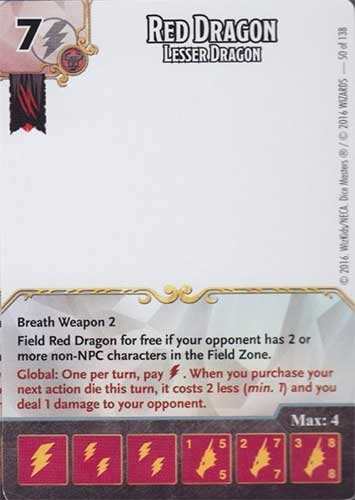 7
RED DRAGON
LESSER DRAGON
© 2016 WizKids/NECA. Dice Masters ® / © 2016 WIZARDS — 50 of 138
Breath Weapon 2
Field Red Dragon for free if your opponent has 2 or
more non-NPC characters in the Field Zone.
Global: One per turn, pay . When you purchase your
next action die this turn, it costs 2 less (min. 1) and you
deal 1 damage to your opponent.
Max: 4
1 5 5
2 7 7
3 8 8